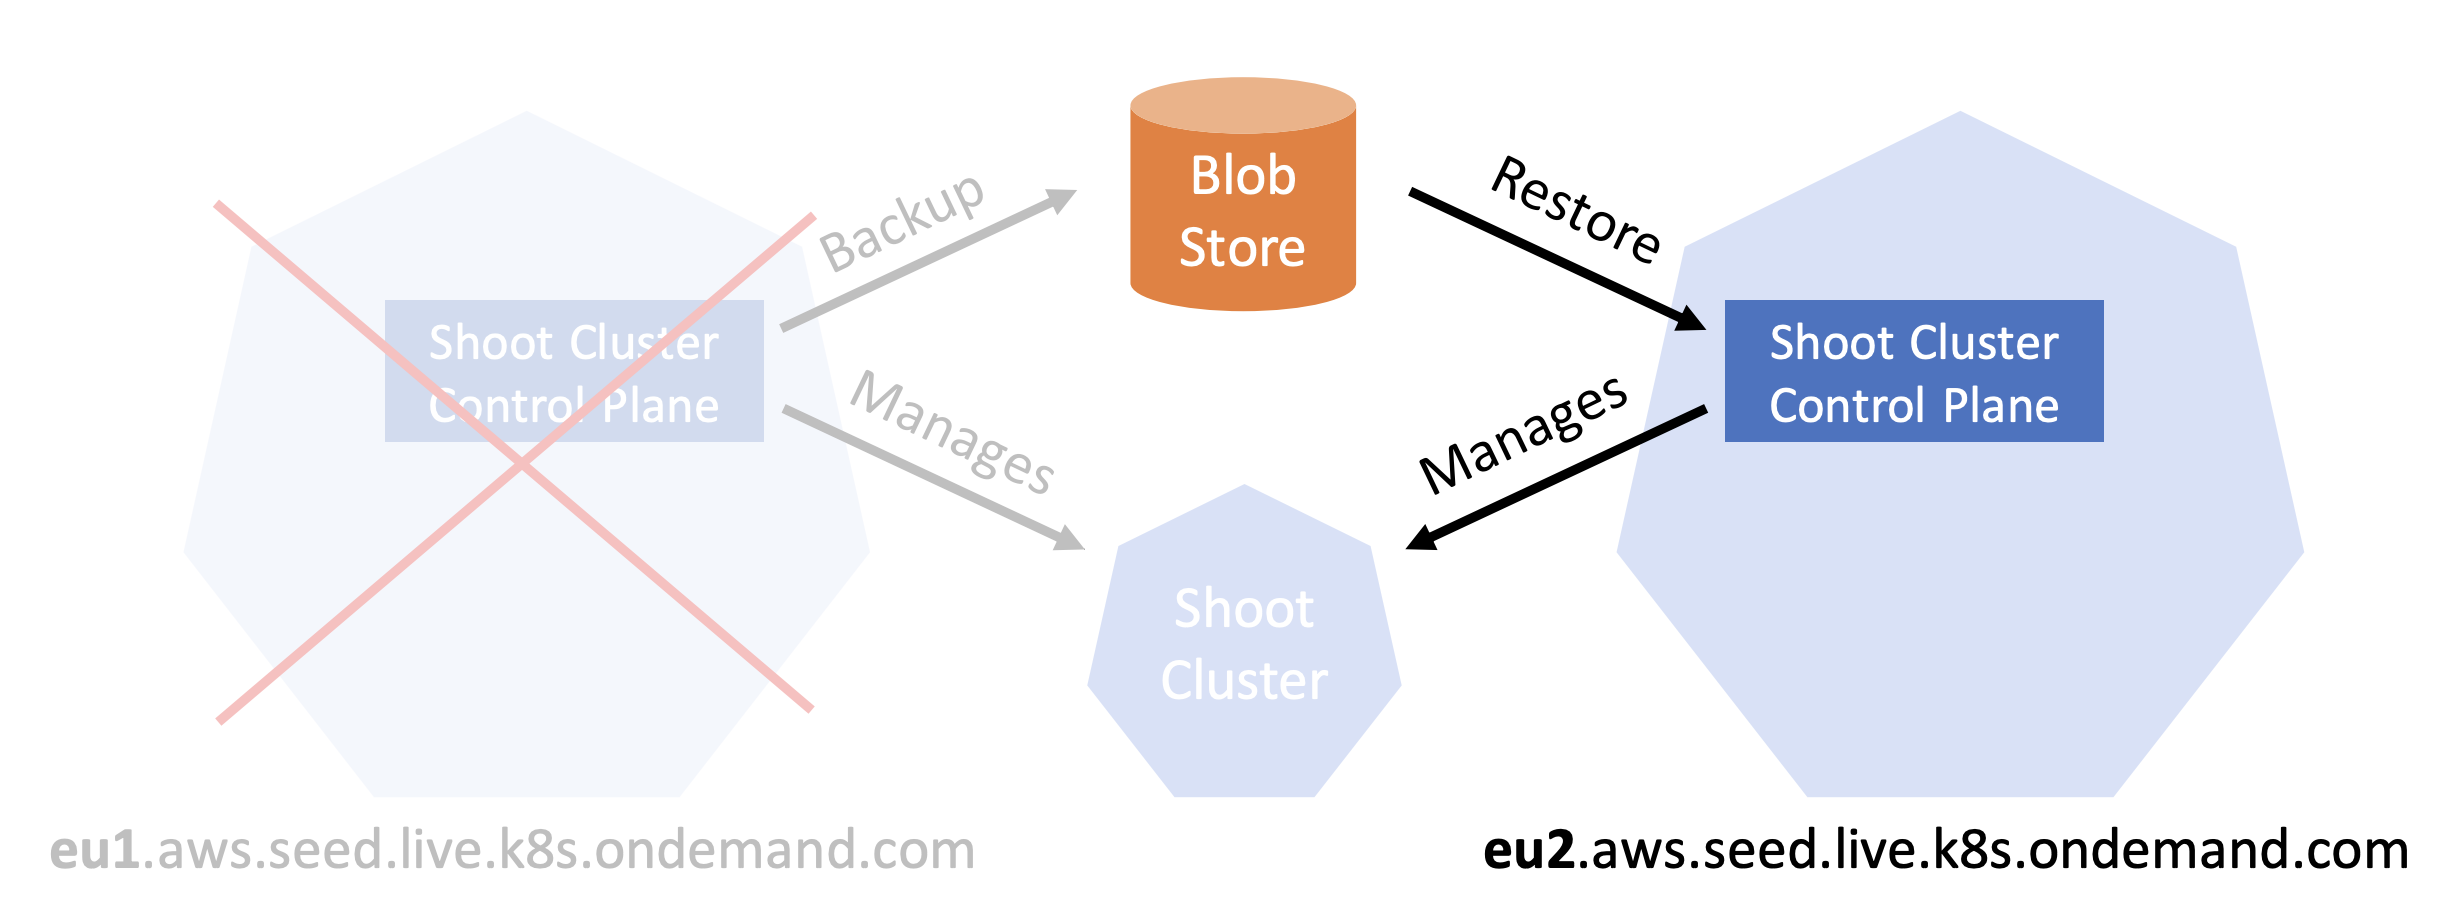 Backup
Blob
Store
Restore
Shoot Cluster
Control Plane
Manages
Manages
Shoot Cluster
Control Plane
Shoot
Cluster
eu1.aws.seed.live.k8s.ondemand.com
eu2.aws.seed.live.k8s.ondemand.com